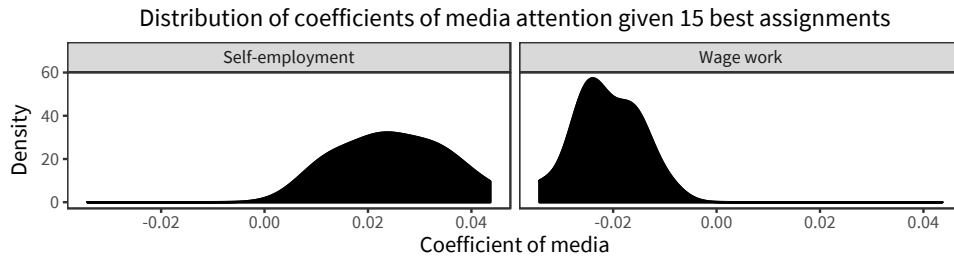 Distribution of coefficients of media attention given 15 best assignments
Self-employment
Wage work
Density
60
40
20
0
-0.02 0.00 0.02 0.04
-0.02 0.00 0.02 0.04
Coefficient of media